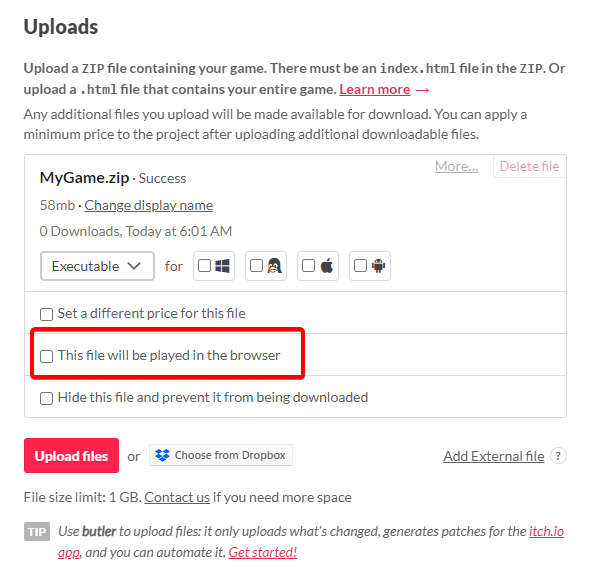 Uploads
Upload a ZIP file containing your game. There must be an index.html file in the ZIP. Or
upload a .html file that contains your entire game. Learn more →
Any additional files you upload will be made available for download. You can apply a
minimum price to the project after uploading additional downloadable files.
More... Delete file
MyGame.zip · Success
58mb · Change display name
0 Downloads, Today at 6:01 AM
Executable for
Set a different price for this file
This file will be played in the browser
Hide this file and prevent it from being downloaded
Upload files or Choose from Dropbox Add External file ?
File size limit: 1 GB. Contact us if you need more space
TIP Use butler to upload files: it only uploads what's changed, generates patches for the itch.io
app, and you can automate it. Get started!